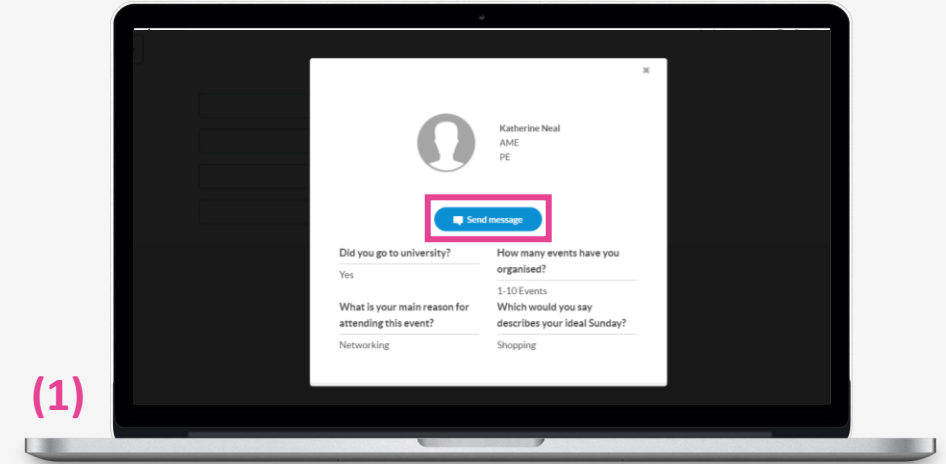 ✖
Katherine Neal
AME
PE
Send message
Did you go to university?
Yes
How many events have you
organised?
1-10 Events
What is your main reason for
attending this event?
Networking
Which would you say
describes your ideal Sunday?
Shopping
(1)